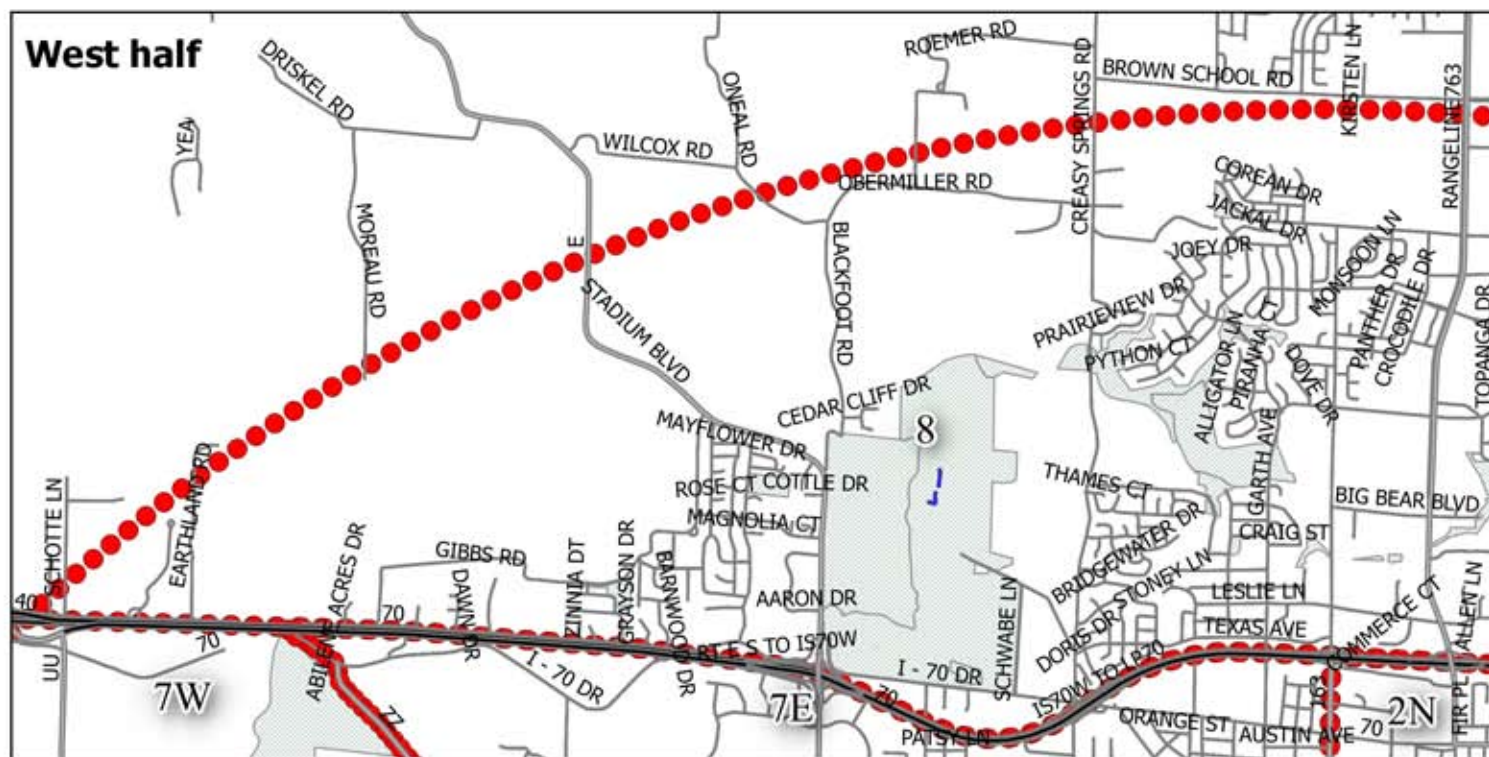 West half
DRISKEL RD
YEA
MOREAU RD
WILCOX RD
ONEAL RD
ROEMER RD
CREASY SPRINGS RD
BROWN SCHOOL RD
KIRSTEN LN
RANGELINE763
OBERMILLER RD
COREAN DR
JACKAL DR
JOEY DR
MONSOON LN
PANTHER DR
CROCODILE DR
TOPANGA DR
E
STADIUM BLVD
BLACKFOOT RD
PRAIRIEVIEW DR
PYTHON CT
ALLIGATOR LN
PIRANHA CT
DOVE DR
CEDAR CLIFF DR
8
MAYFLOWER DR
ROSE CT
COTTLE DR
MAGNOLIA CT
THAMES CT
GARTH AVE
BIG BEAR BLVD
CRAIG ST
SCHOTTE LN
EARTHLAND RD
ABILENE ACRES DR
GIBBS RD
DAWN DR
ZINNIA DT
GRAYSON DR
BARNWOOD DR
AARON DR
BRIDGEWATER DR
STONEY LN
LESLIE LN
TEXAS AVE
COMMERCE CT
ALLEN LN
SCHWABE LN
DORIS DR
40
70
70
UU
7W
77
I - 70 DR
RT E S TO IS70W
7E
70
I - 70 DR
PATSY LN
IS70W TO LP70
ORANGE ST
AUSTIN AVE
163
70
2N
FIR PL